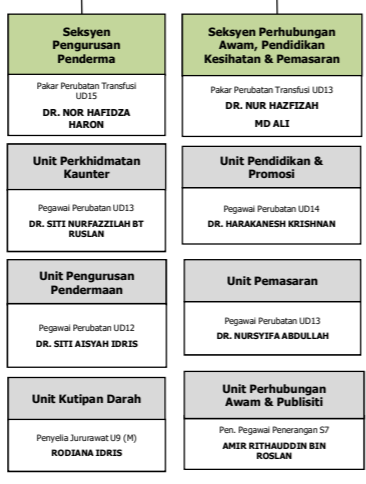 Seksyen
Pengurusan
Penderma
Pakar Perubatan Transfusi
UD15
DR. NOR HAFIDZA
HARON
Unit Perkhidmatan
Kaunter
Pegawai Perubatan UD13
DR. SITI NURFAZZILAH BT
RUSLAN
Unit Pengurusan
Pendermaan
Pegawai Perubatan UD12
DR. SITI AISYAH IDRIS
Unit Kutipan Darah
Penyelia Jururawat U9 (M)
RODIANA IDRIS
Seksyen Perhubungan
Awam, Pendidikan
Kesihatan & Pemasaran
Pakar Perubatan Transfusi UD13
DR. NUR HAZFIZAH
MD ALI
Unit Pendidikan &
Promosi
Pegawai Perubatan UD14
DR. HARAKANESH KRISHNAN
Unit Pemasaran
Pegawai Perubatan UD13
DR. NURSYIFA ABDULLAH
Unit Perhubungan
Awam & Publisiti
Pen. Pegawai Penerangan S7
AMIR RITHAUDDIN BIN
ROSLAN